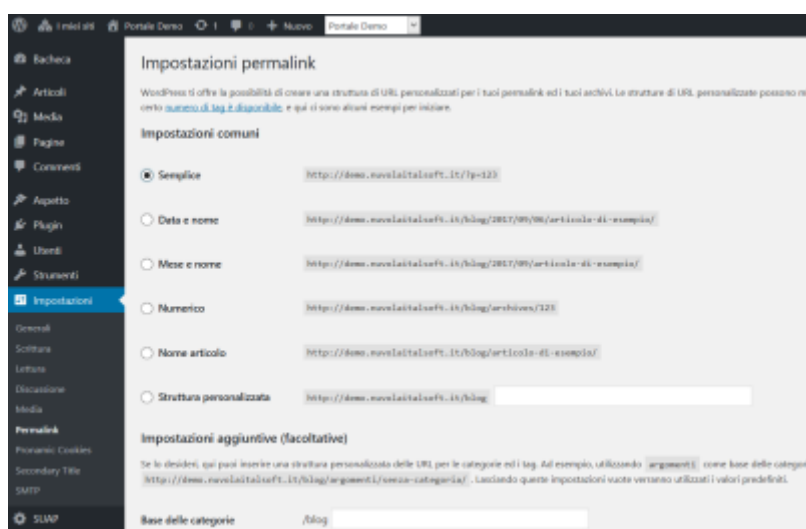 I miei siti Portale Demo 1 0 + Nuovo Portale Demo
Bacheca
Articoli
Media
Pagine
Commenti
Aspetto
Plugin
Utenti
Strumenti
Impostazioni
Generali
Scrittura
Lettura
Discussione
Media
Permalink
Pronamic Cookies
Secondary Title
SMTP
SUAP
Impostazioni permalink
WordPress ti offre la possibilità di creare una struttura di URL personalizzati per i tuoi permalink ed i tuoi archivi. Le strutture di URL personalizzate possono
certo numero di tag è disponibile, e qui ci sono alcuni esempi per iniziare.
Impostazioni comuni
Semplice http://demo.nuvolaitalsoft.it/?p=123
Data e nome http://demo.nuvolaitalsoft.it/blog/2017/09/06/articolo-di-esempio/
Mese e nome http://demo.nuvolaitalsoft.it/blog/2017/09/articolo-di-esempio/
Numerico http://demo.nuvolaitalsoft.it/blog/archives/123
Nome articolo http://demo.nuvolaitalsoft.it/blog/articolo-di-esempio/
Struttura personalizzata http://demo.nuvolaitalsoft.it/blog
Impostazioni aggiuntive (facoltative)
Se lo desideri, qui puoi inserire una struttura personalizzata delle URL per le categorie ed i tag. Ad esempio, utilizzando argomenti come base delle categori
http://demo.nuvolaitalsoft.it/blog/argomenti/senza-categoria/ . Lasciando queste impostazioni vuote verranno utilizzati i valori predefiniti.
Base delle categorie /blog